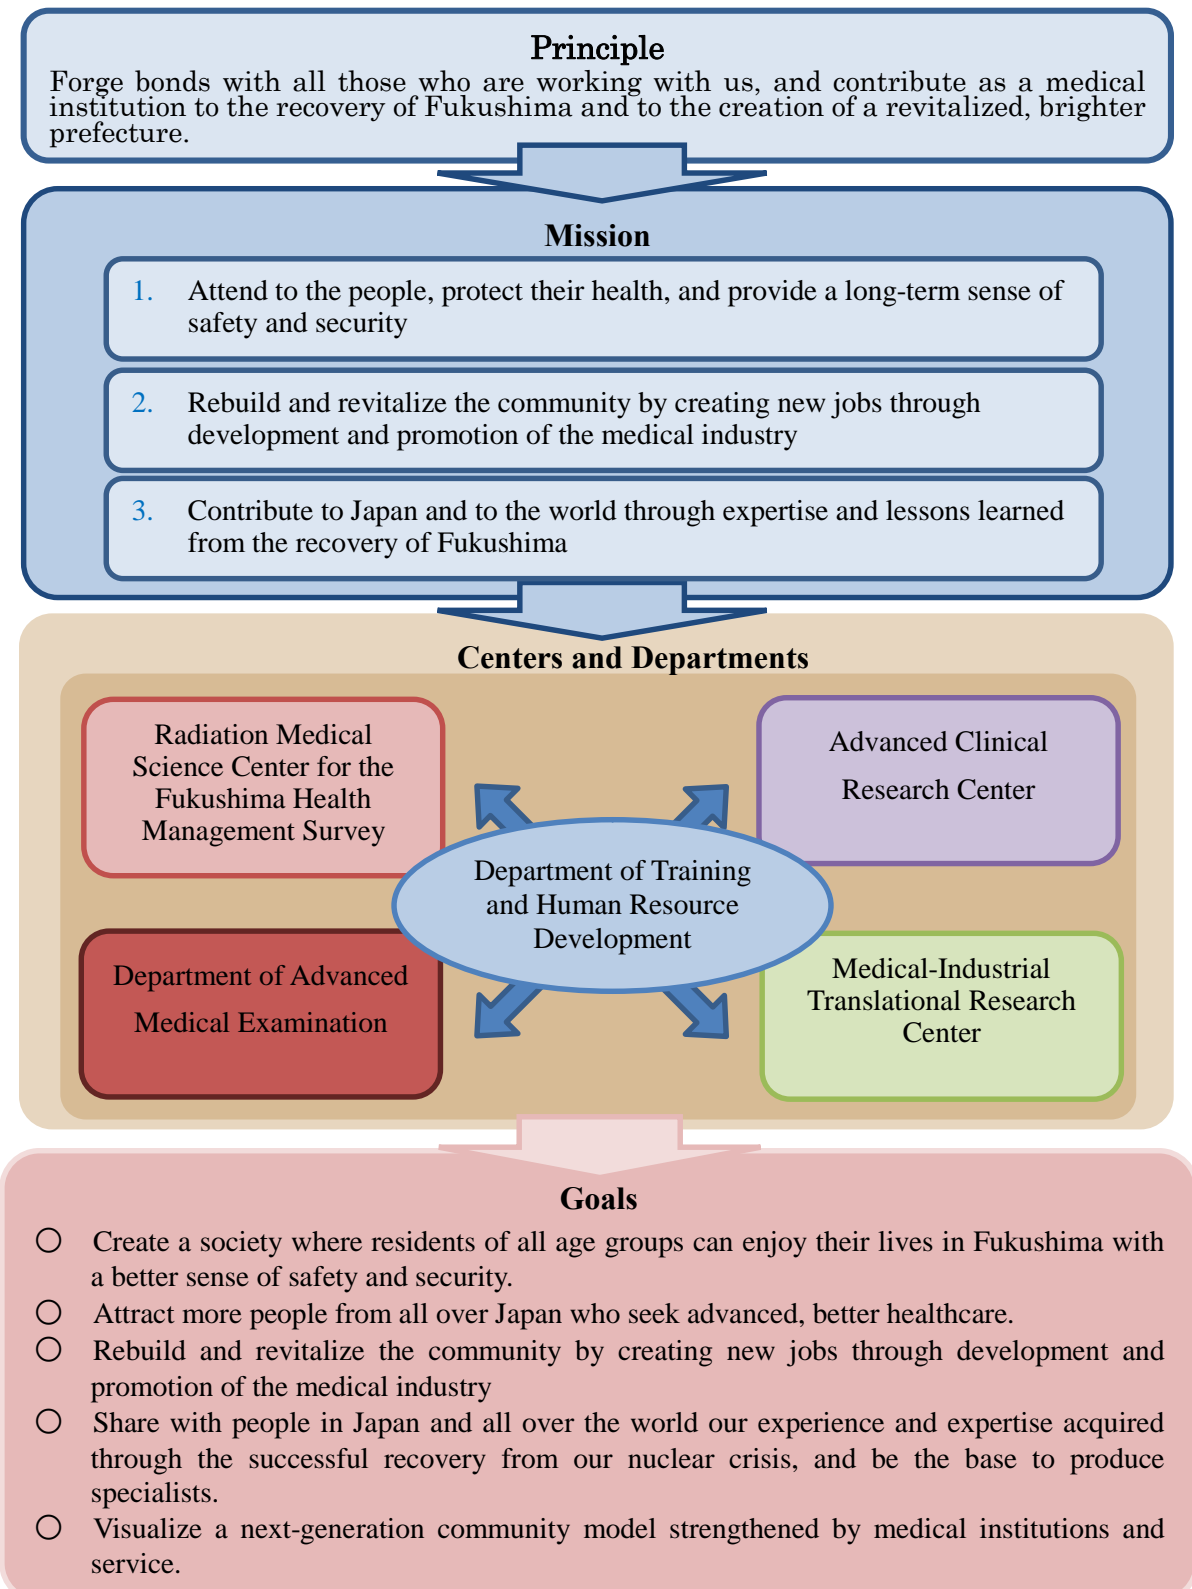 Principle
Forge bonds with all those who are working with us, and contribute as a medical
institution to the recovery of Fukushima and to the creation of a revitalized, brighter
prefecture.
Mission
1. Attend to the people, protect their health, and provide a long-term sense of
safety and security
2. Rebuild and revitalize the community by creating new jobs through
development and promotion of the medical industry
3. Contribute to Japan and to the world through expertise and lessons learned
from the recovery of Fukushima
Centers and Departments
Radiation Medical
Science Center for the
Fukushima Health
Management Survey
Advanced Clinical
Research Center
Department of Training
and Human Resource
Development
Department of Advanced
Medical Examination
Medical-Industrial
Translational Research
Center
Goals
○ Create a society where residents of all age groups can enjoy their lives in Fukushima with
a better sense of safety and security.
○ Attract more people from all over Japan who seek advanced, better healthcare.
○ Rebuild and revitalize the community by creating new jobs through development and
promotion of the medical industry
○ Share with people in Japan and all over the world our experience and expertise acquired
through the successful recovery from our nuclear crisis, and be the base to produce
specialists.
○ Visualize a next-generation community model strengthened by medical institutions and
service.